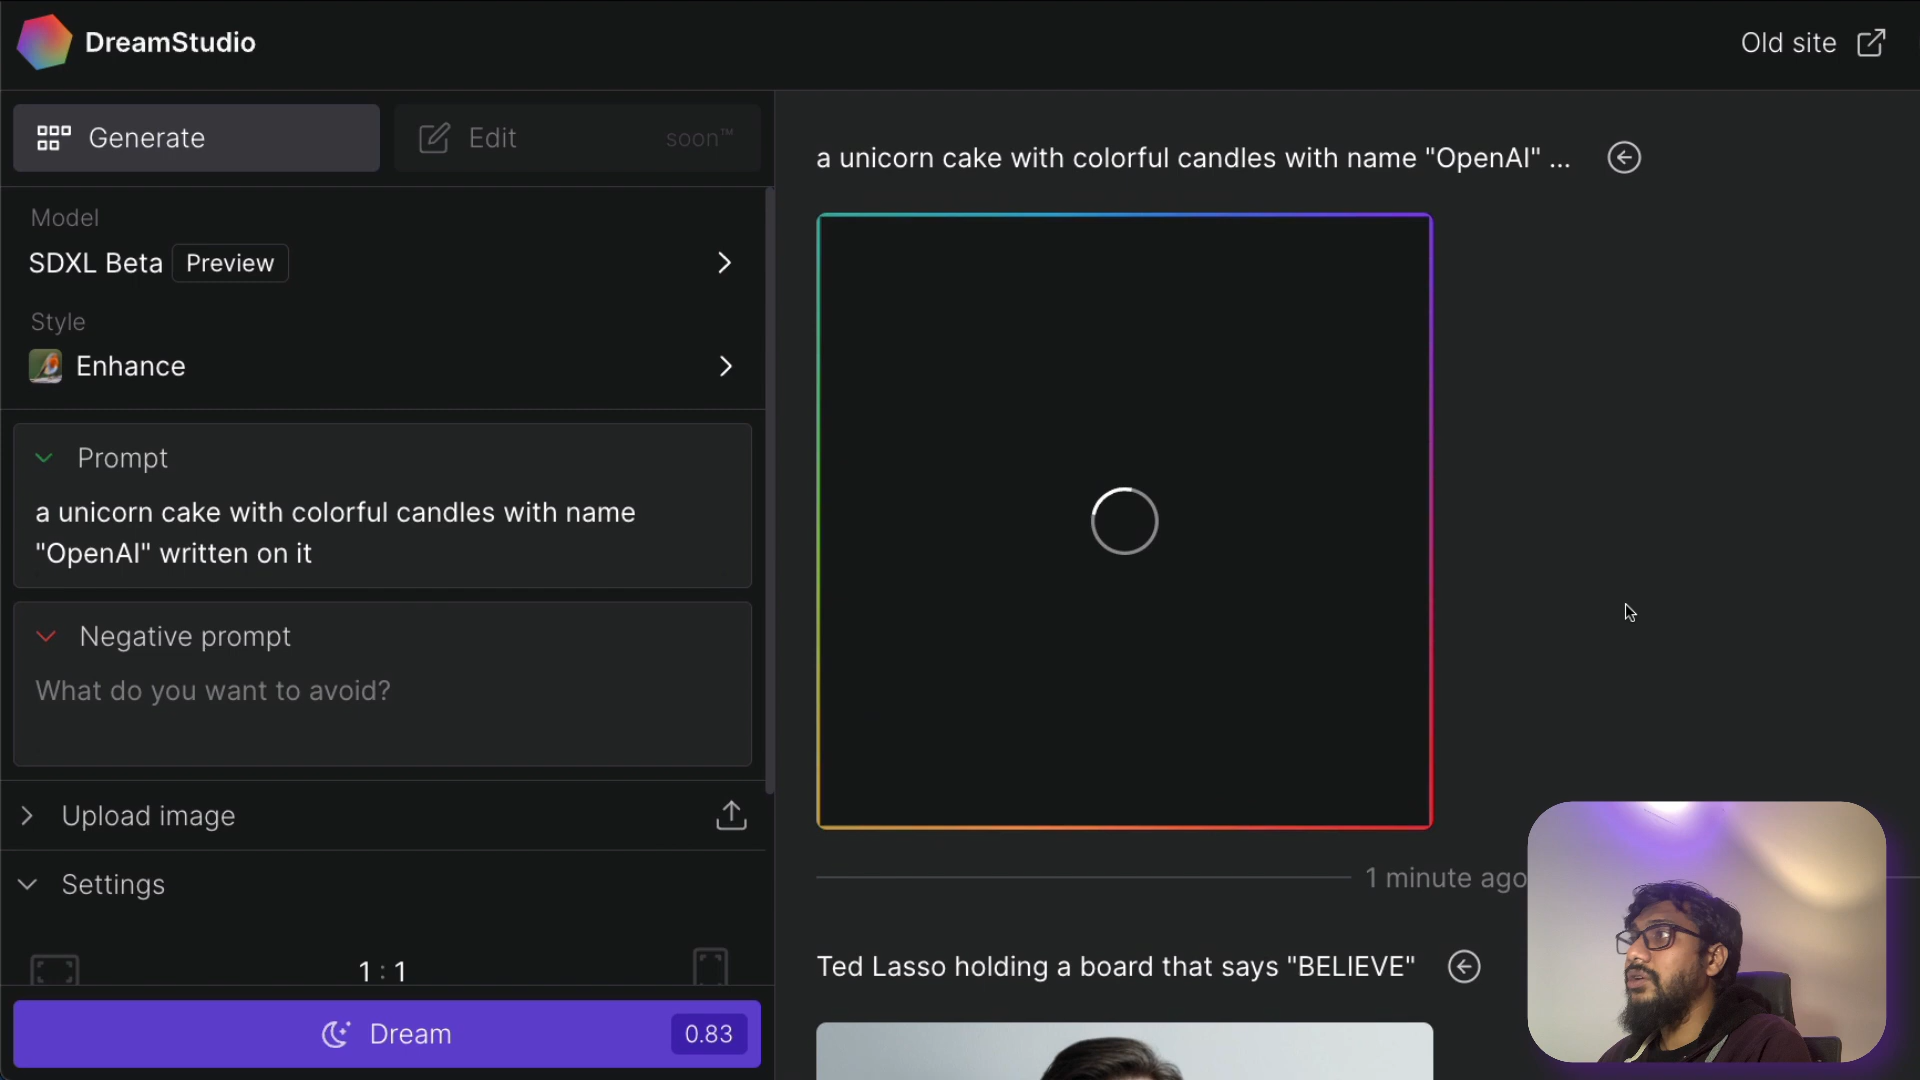 DreamStudio
Old site
Generate
Edit
soon™
a unicorn cake with colorful candles with name "OpenAI" ...
Model
SDXL Beta
Preview
Style
Enhance
Prompt
a unicorn cake with colorful candles with name
"OpenAI" written on it
Negative prompt
What do you want to avoid?
Upload image
Settings
1 : 1
Dream
0.83
1 minute ago
Ted Lasso holding a board that says "BELIEVE"